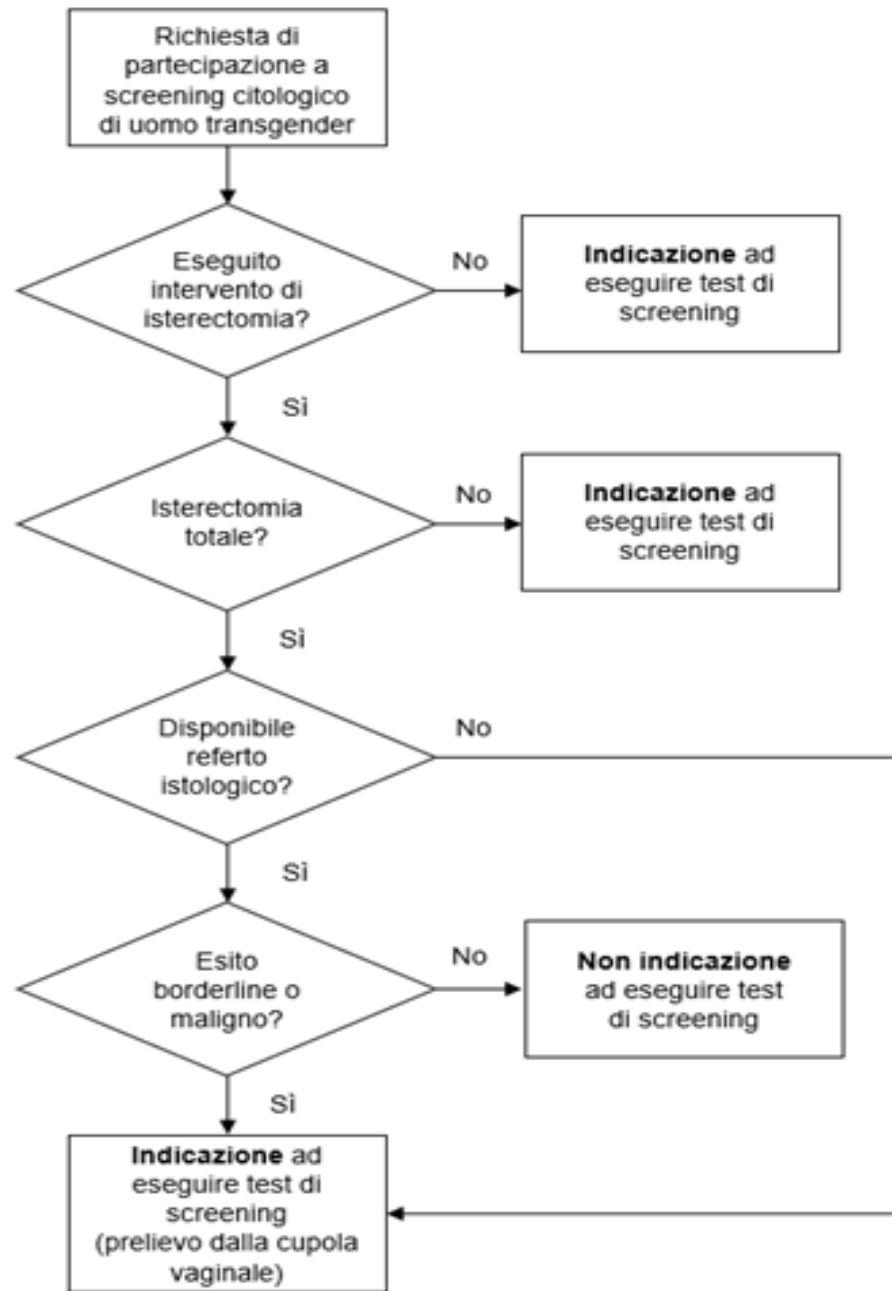 Richiesta di
partecipazione a
screening citologico
di uomo transgender
Eseguito
intervento di
isterectomia?
No
Indicazione ad
eseguire test di
screening
Sì
Isterectomia
totale?
No
Indicazione ad
eseguire test di
screening
Sì
Disponibile
referto
istologico?
No
Sì
Esito
borderline o
maligno?
No
Non indicazione
ad eseguire test
di screening
Sì
Indicazione ad
eseguire test di
screening
(prelievo dalla cupola
vaginale)